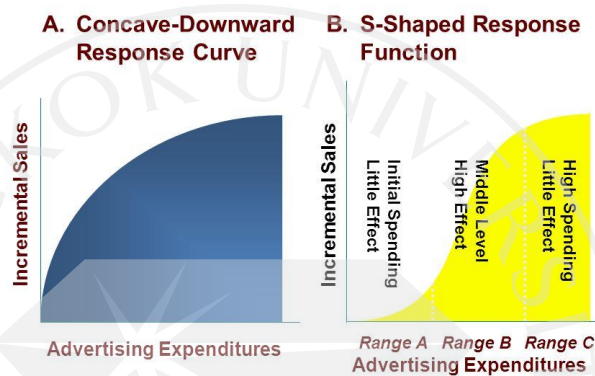 A. Concave-Downward
Response Curve
Incremental Sales
Advertising Expenditures
B. S-Shaped Response
Function
Incremental Sales
Initial Spending
Little Effect
Middle Level
High Effect
High Spending
Little Effect
Range A Range B Range C
Advertising Expenditures